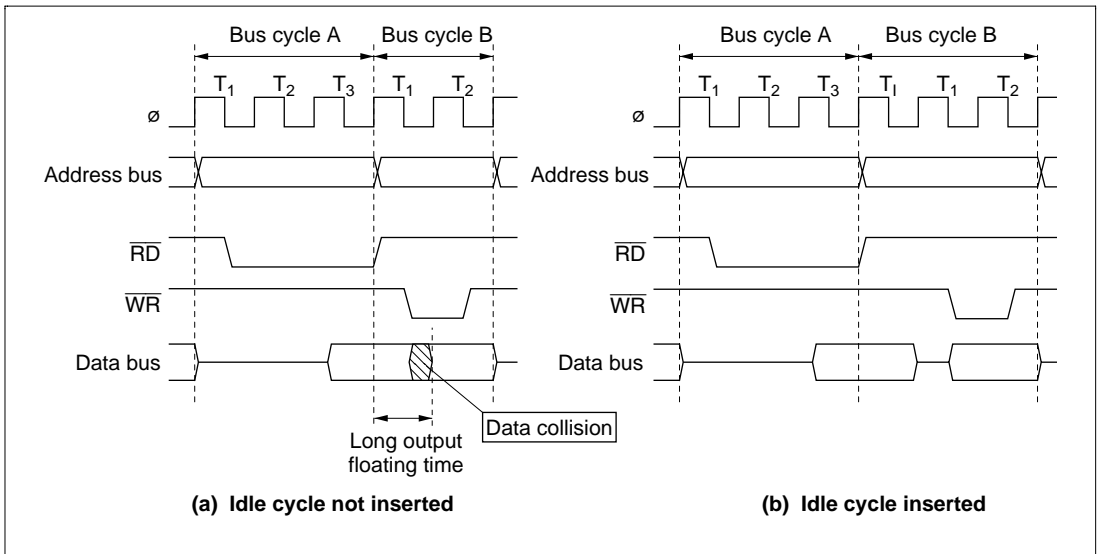 Bus cycle A Bus cycle B
T1 T2 T3 T1 T2
ø
Address bus
RD
WR
Data bus
Data collision
Long output
floating time
(a) Idle cycle not inserted
Bus cycle A Bus cycle B
T1 T2 T3 TI T1 T2
ø
Address bus
RD
WR
Data bus
(b) Idle cycle inserted